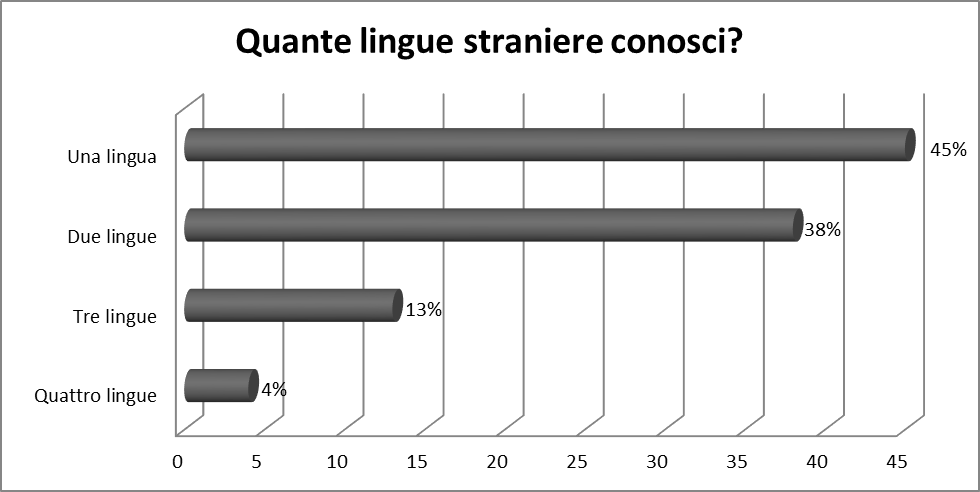 Quante lingue straniere conosci?
Una lingua
45%
Due lingue
38%
Tre lingue
13%
Quattro lingue
4%
0 5 10 15 20 25 30 35 40 45